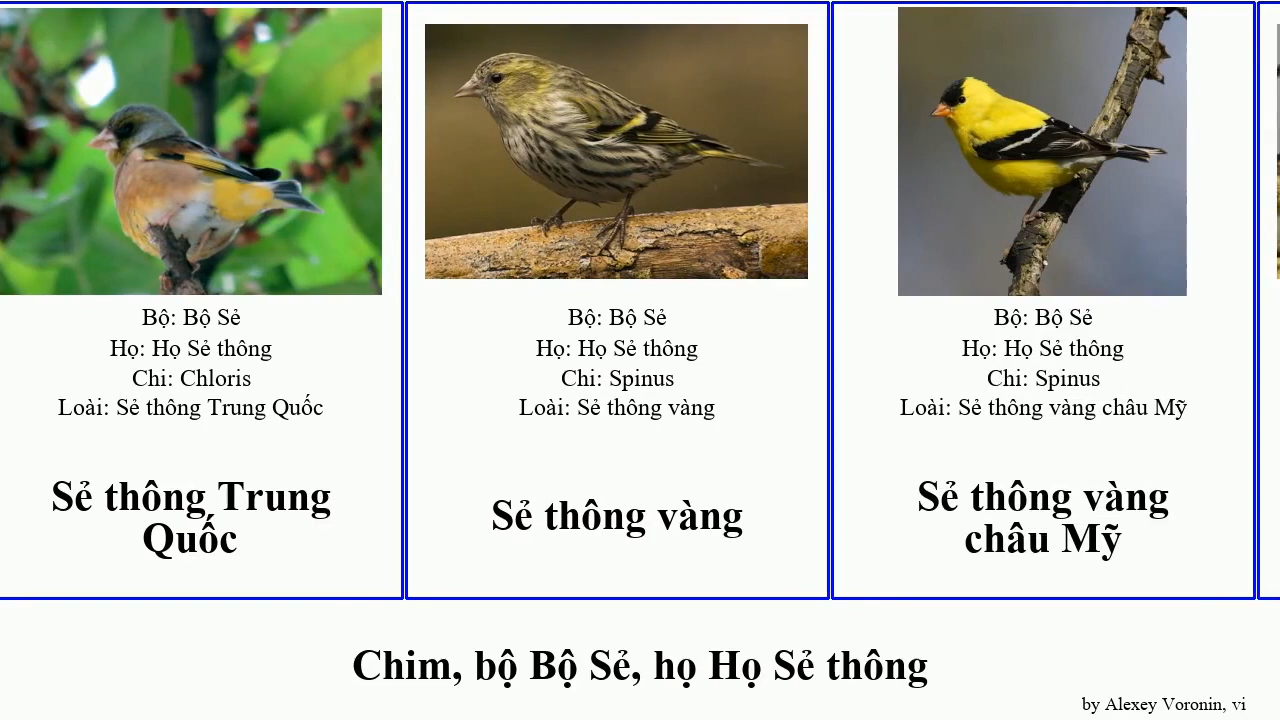 Bộ: Bộ Sẻ
Họ: Họ Sẻ thông
Chi: Chloris
Loài: Sẻ thông Trung Quốc
Sẻ thông Trung
Quốc
Bộ: Bộ Sẻ
Họ: Họ Sẻ thông
Chi: Spinus
Loài: Sẻ thông vàng
Sẻ thông vàng
Bộ: Bộ Sẻ
Họ: Họ Sẻ thông
Chi: Spinus
Loài: Sẻ thông vàng châu Mỹ
Sẻ thông vàng
châu Mỹ
Chim, bộ Bộ Sẻ, họ Họ Sẻ thông
by Alexey Voronin, vi